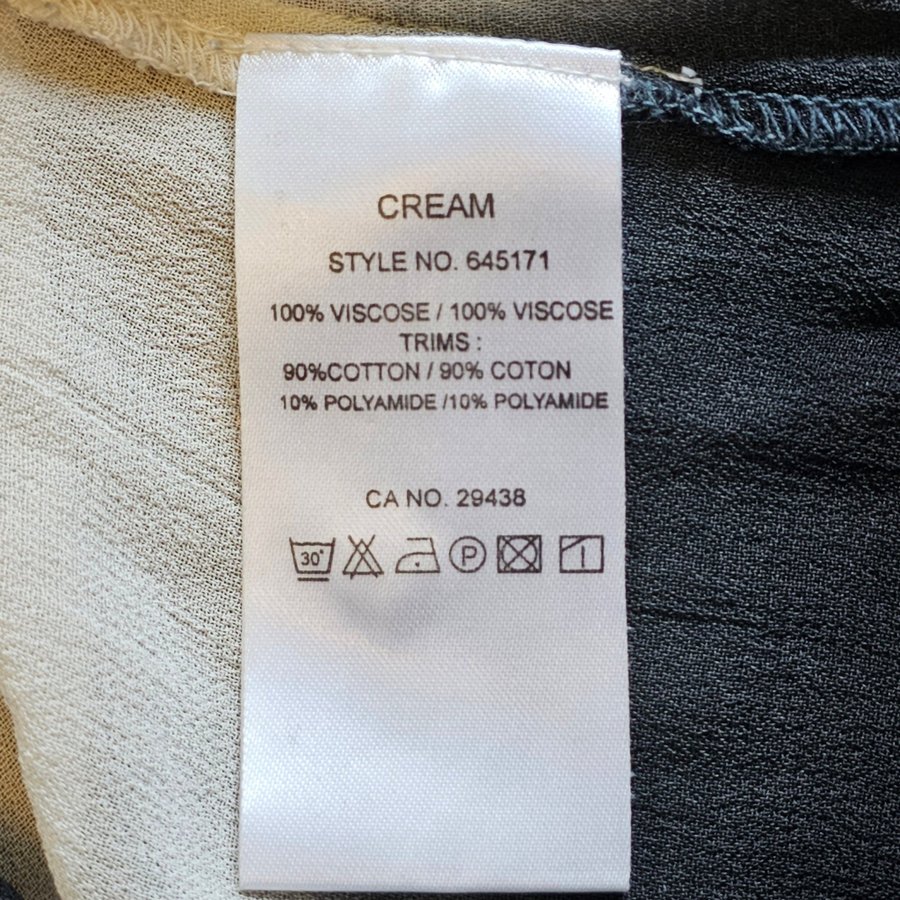 CREAM
STYLE NO. 645171
100% VISCOSE / 100% VISCOSE
TRIMS :
90%COTTON / 90% COTON
10% POLYAMIDE /10% POLYAMIDE
CA NO. 29438
30° P